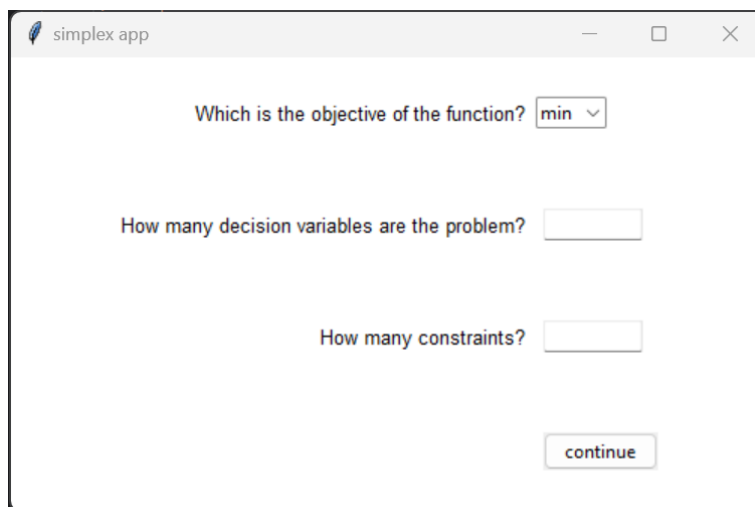 simplex app
Which is the objective of the function? min
How many decision variables are the problem?
How many constraints?
continue